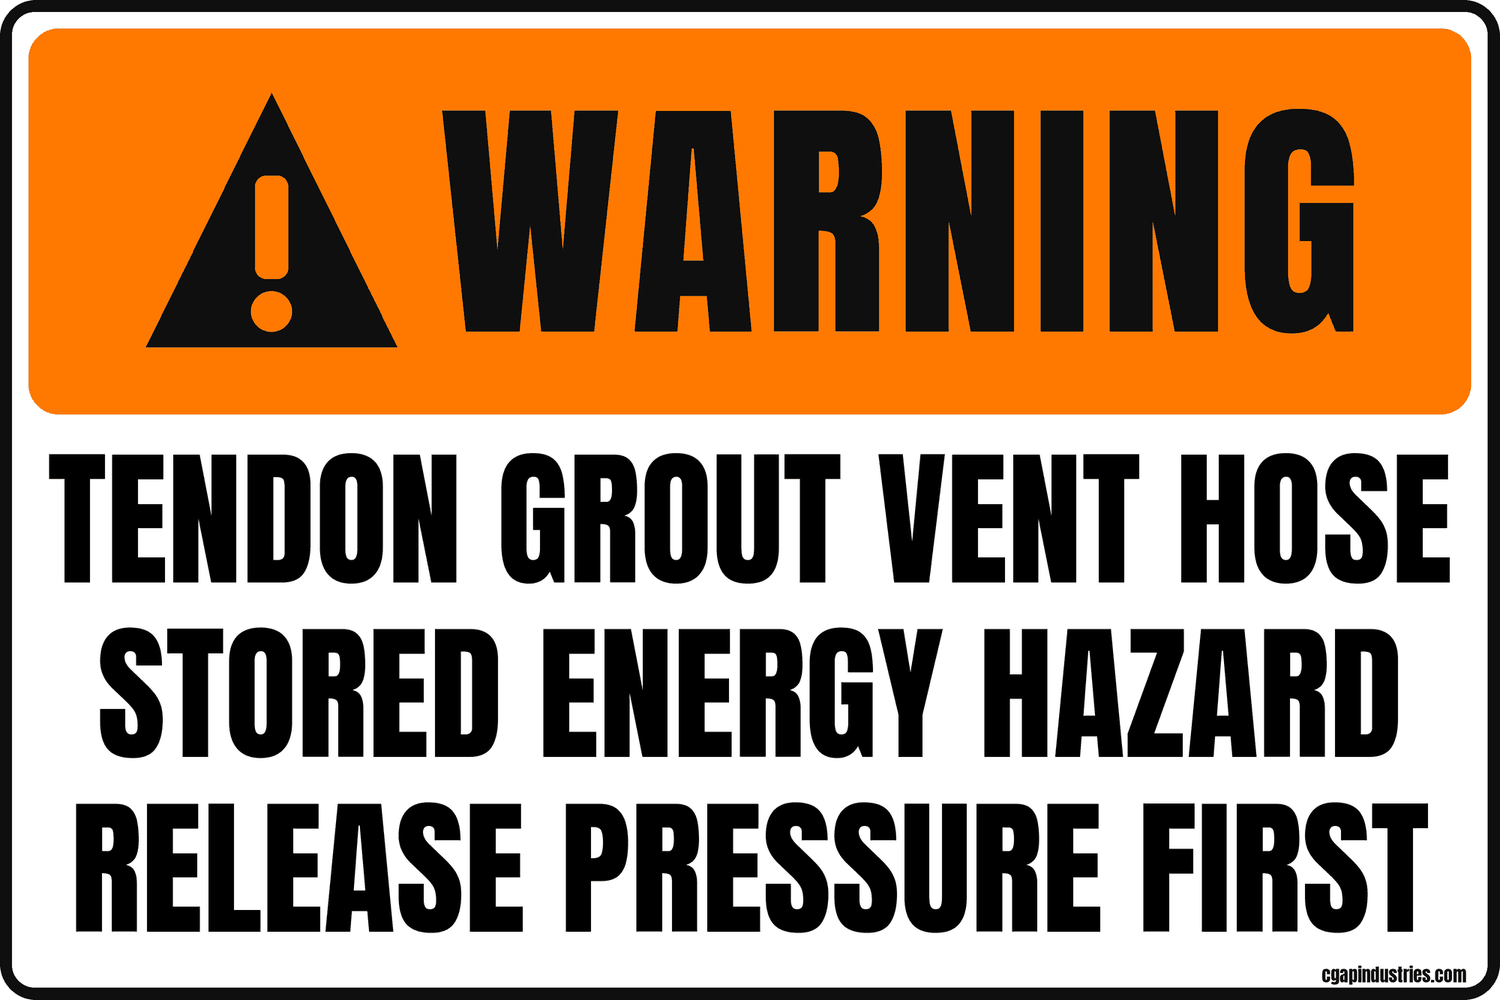 WARNING
TENDON GROUT VENT HOSE
STORED ENERGY HAZARD
RELEASE PRESSURE FIRST
cgapindustries.com